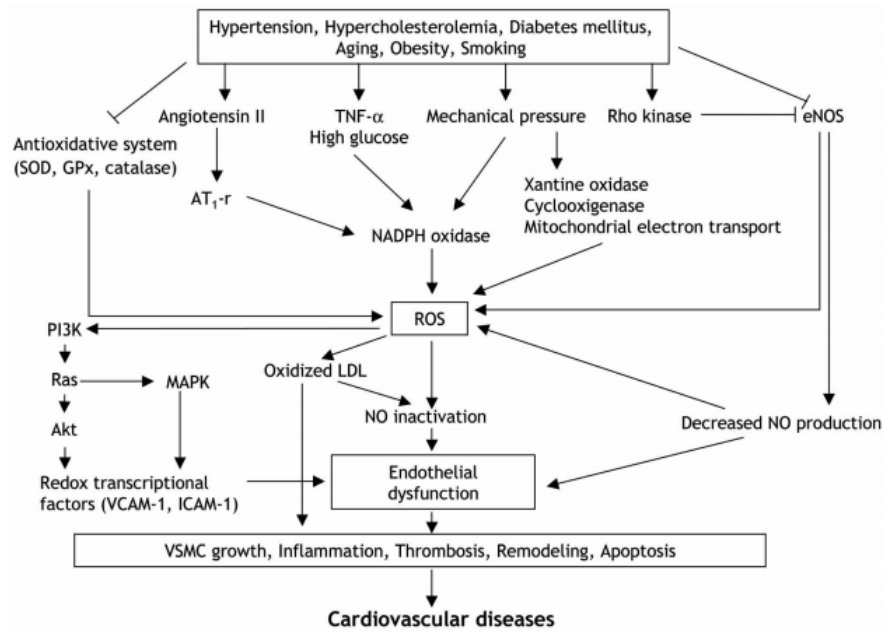 Hypertension, Hypercholesterolemia, Diabetes mellitus,
Aging, Obesity, Smoking
Angiotensin II
TNF-α
High glucose
Mechanical pressure
Rho kinase
eNOS
Antioxidative system
(SOD, GPx, catalase)
AT₁-r
Xantine oxidase
Cyclooxigenase
Mitochondrial electron transport
NADPH oxidase
ROS
PI3K
Oxidized LDL
Ras
MAPK
NO inactivation
Decreased NO production
Akt
Redox transcriptional
factors (VCAM-1, ICAM-1)
Endothelial
dysfunction
VSMC growth, Inflammation, Thrombosis, Remodeling, Apoptosis
Cardiovascular diseases